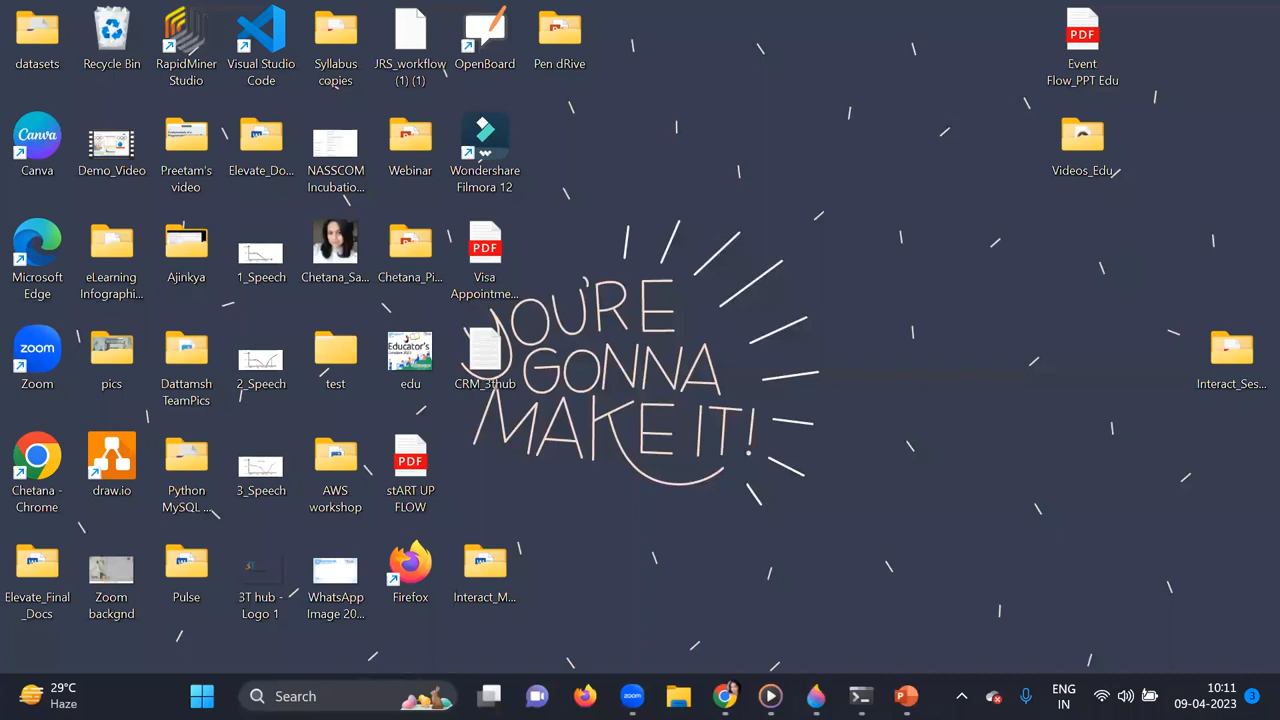 datasets
Recycle Bin
RapidMiner
Studio
Visual Studio
Code
Syllabus
copies
JRS_workflow
(1) (1)
OpenBoard
Pen dRive
PDF
Event
Flow_PPT Edu
Canva
Canva
Demo_Video
Preetam's
video
Elevate_Do...
NASSCOM
Incubatio...
Webinar
Wondershare
Filmora 12
Videos_Edu
Microsoft
Edge
eLearning
Infographi...
Ajinkya
1_Speech
Chetana_Sa...
Chetana_Pi...
PDF
Visa
Appointme...
YOU'RE
GONNA
MAKE IT!
zoom
Zoom
pics
Dattamsh
TeamPics
2_Speech
test
Educator's
edu
CRM_3thub
Interact_Ses...
Chetana -
Chrome
draw.io
Python
MySQL ...
3_Speech
AWS
workshop
PDF
stART UP
FLOW
Elevate_Final
_Docs
Zoom
backgnd
Pulse
3T hub -
Logo 1
WhatsApp
Image 20...
Firefox
Interact_M...
29°C
Haze
Search
zoom
ENG
IN
10:11
09-04-2023
3